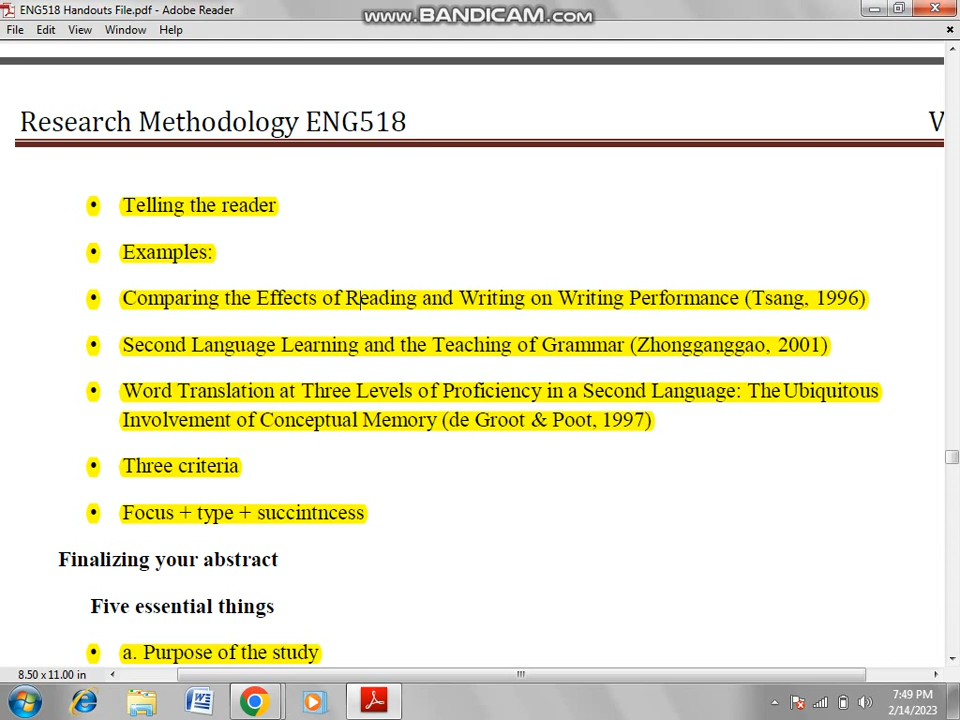 ENG518 Handouts File.pdf - Adobe Reader
WWW.BANDICAM.COM
File Edit View Window Help
Research Methodology ENG518 V
• Telling the reader
• Examples:
• Comparing the Effects of Reading and Writing on Writing Performance (Tsang, 1996)
• Second Language Learning and the Teaching of Grammar (Zhongganggao, 2001)
• Word Translation at Three Levels of Proficiency in a Second Language: The Ubiquitous
Involvement of Conceptual Memory (de Groot & Poot, 1997)
• Three criteria
• Focus + type + succintncess
Finalizing your abstract
Five essential things
• a. Purpose of the study
8.50 x 11.00 in
7:49 PM
2/14/2023